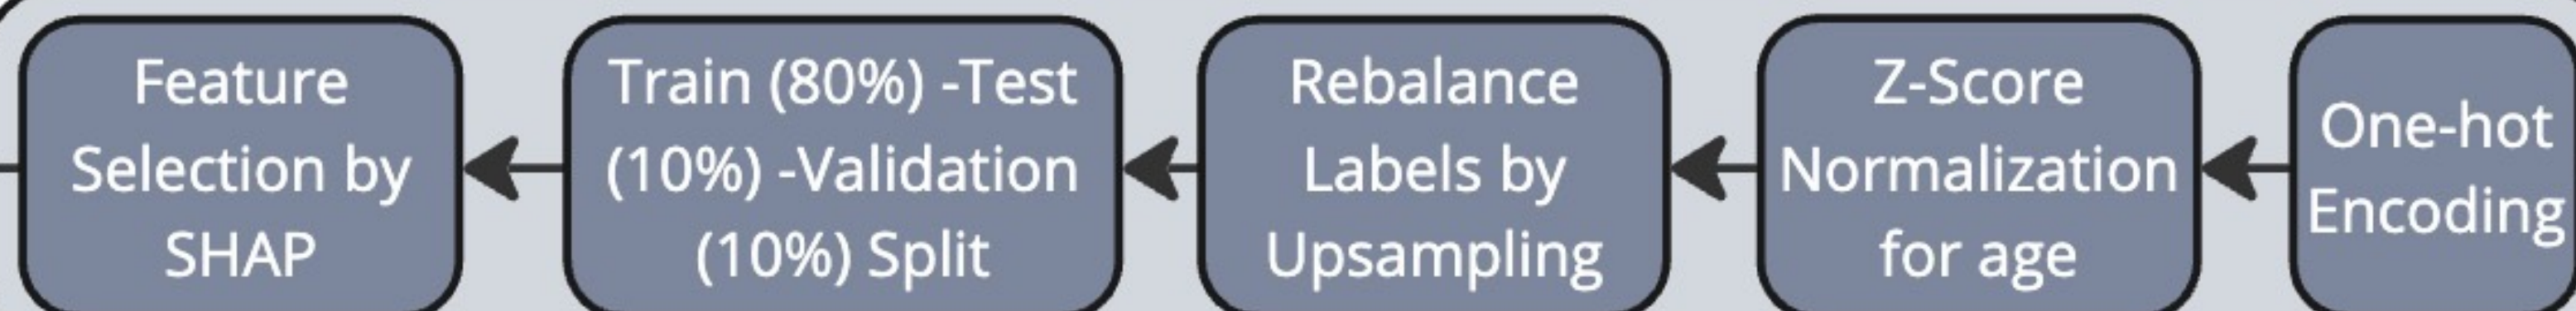 Feature
Selection by
SHAP
Train (80%) -Test
(10%) -Validation
(10%) Split
Rebalance
Labels by
Upsampling
Z-Score
Normalization
for age
One-hot
Encoding